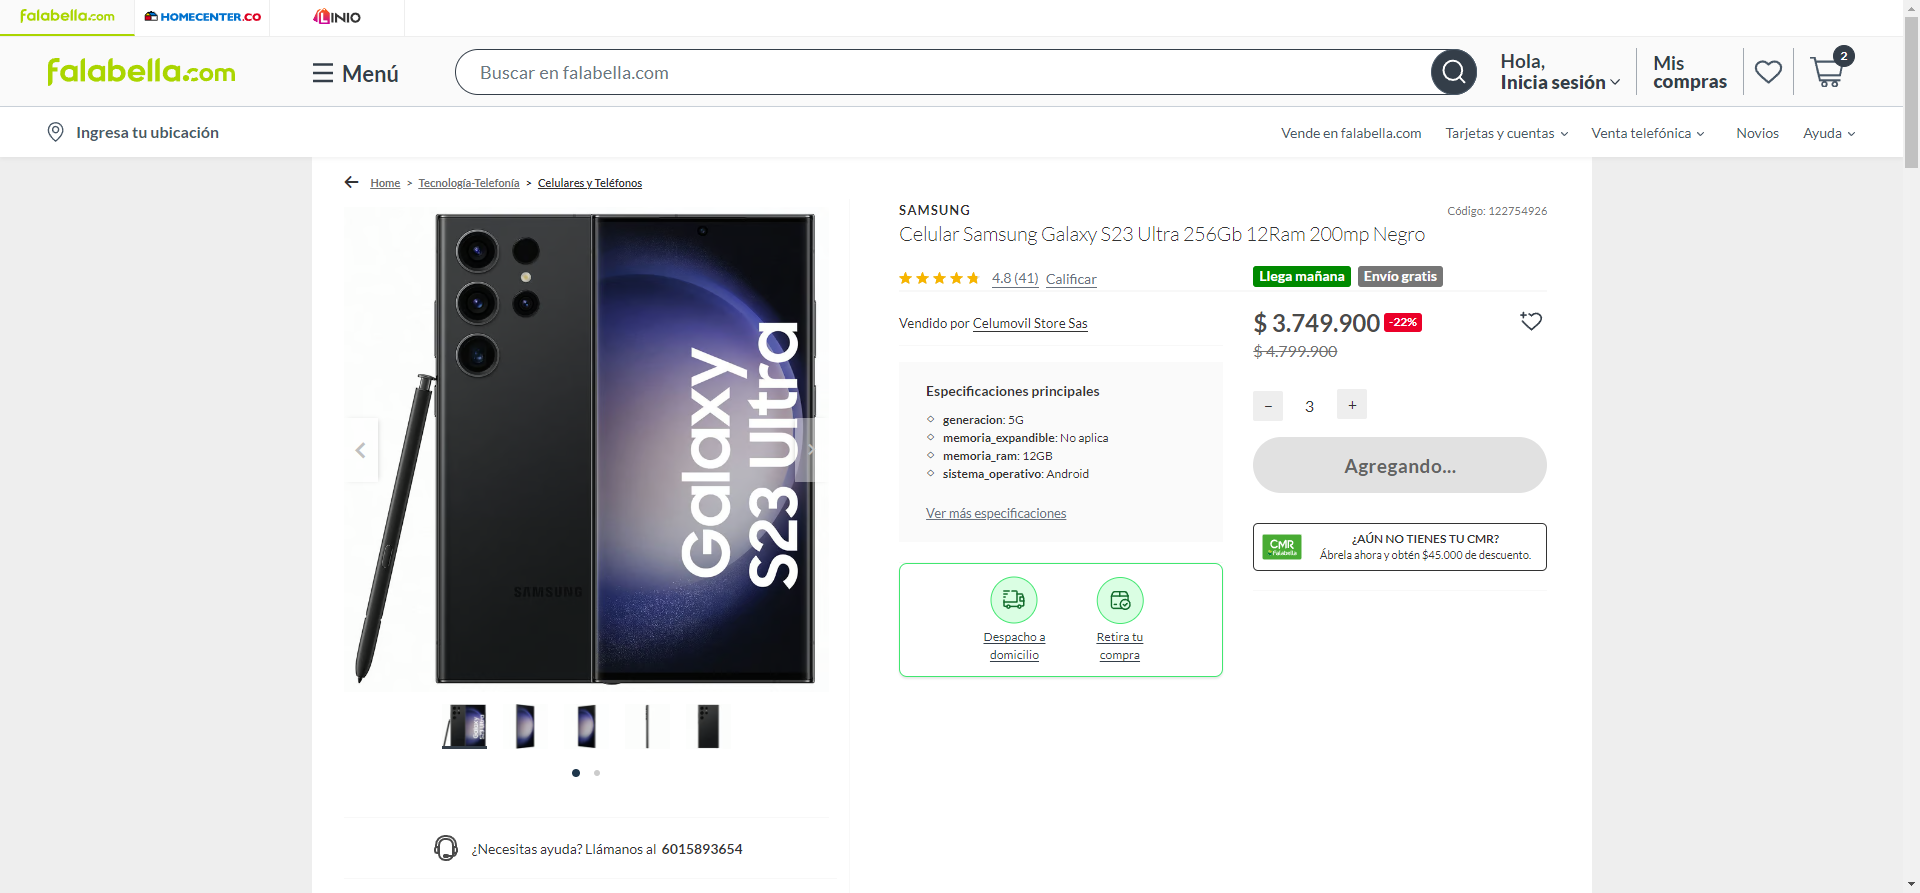 falabella.com
HOMECENTER.CO
LINIO
falabella.com
Menú
Buscar en falabella.com
Hola,
Inicia sesión
Mis
compras
2
Ingresa tu ubicación
Vende en falabella.com
Tarjetas y cuentas
Venta telefónica
Novios
Ayuda
Home > Tecnología-Telefonía > Celulares y Teléfonos
SAMSUNG
Galaxy
S23 Ultra
SAMSUNG
Código: 122754926
Celular Samsung Galaxy S23 Ultra 256Gb 12Ram 200mp Negro
4.8 (41) Calificar
Llega mañana
Envío gratis
Vendido por Celumovil Store Sas
$ 3.749.900 -22%
$ 4.799.900
Especificaciones principales
generacion: 5G
memoria_expandible: No aplica
memoria_ram: 12GB
sistema_operativo: Android
Ver más especificaciones
- 3 +
Agregando...
CMR
Falabella
¿AÚN NO TIENES TU CMR?
Ábrela ahora y obtén $45.000 de descuento.
Despacho a
domicilio
Retira tu
compra
¿Necesitas ayuda? Llámanos al 6015893654